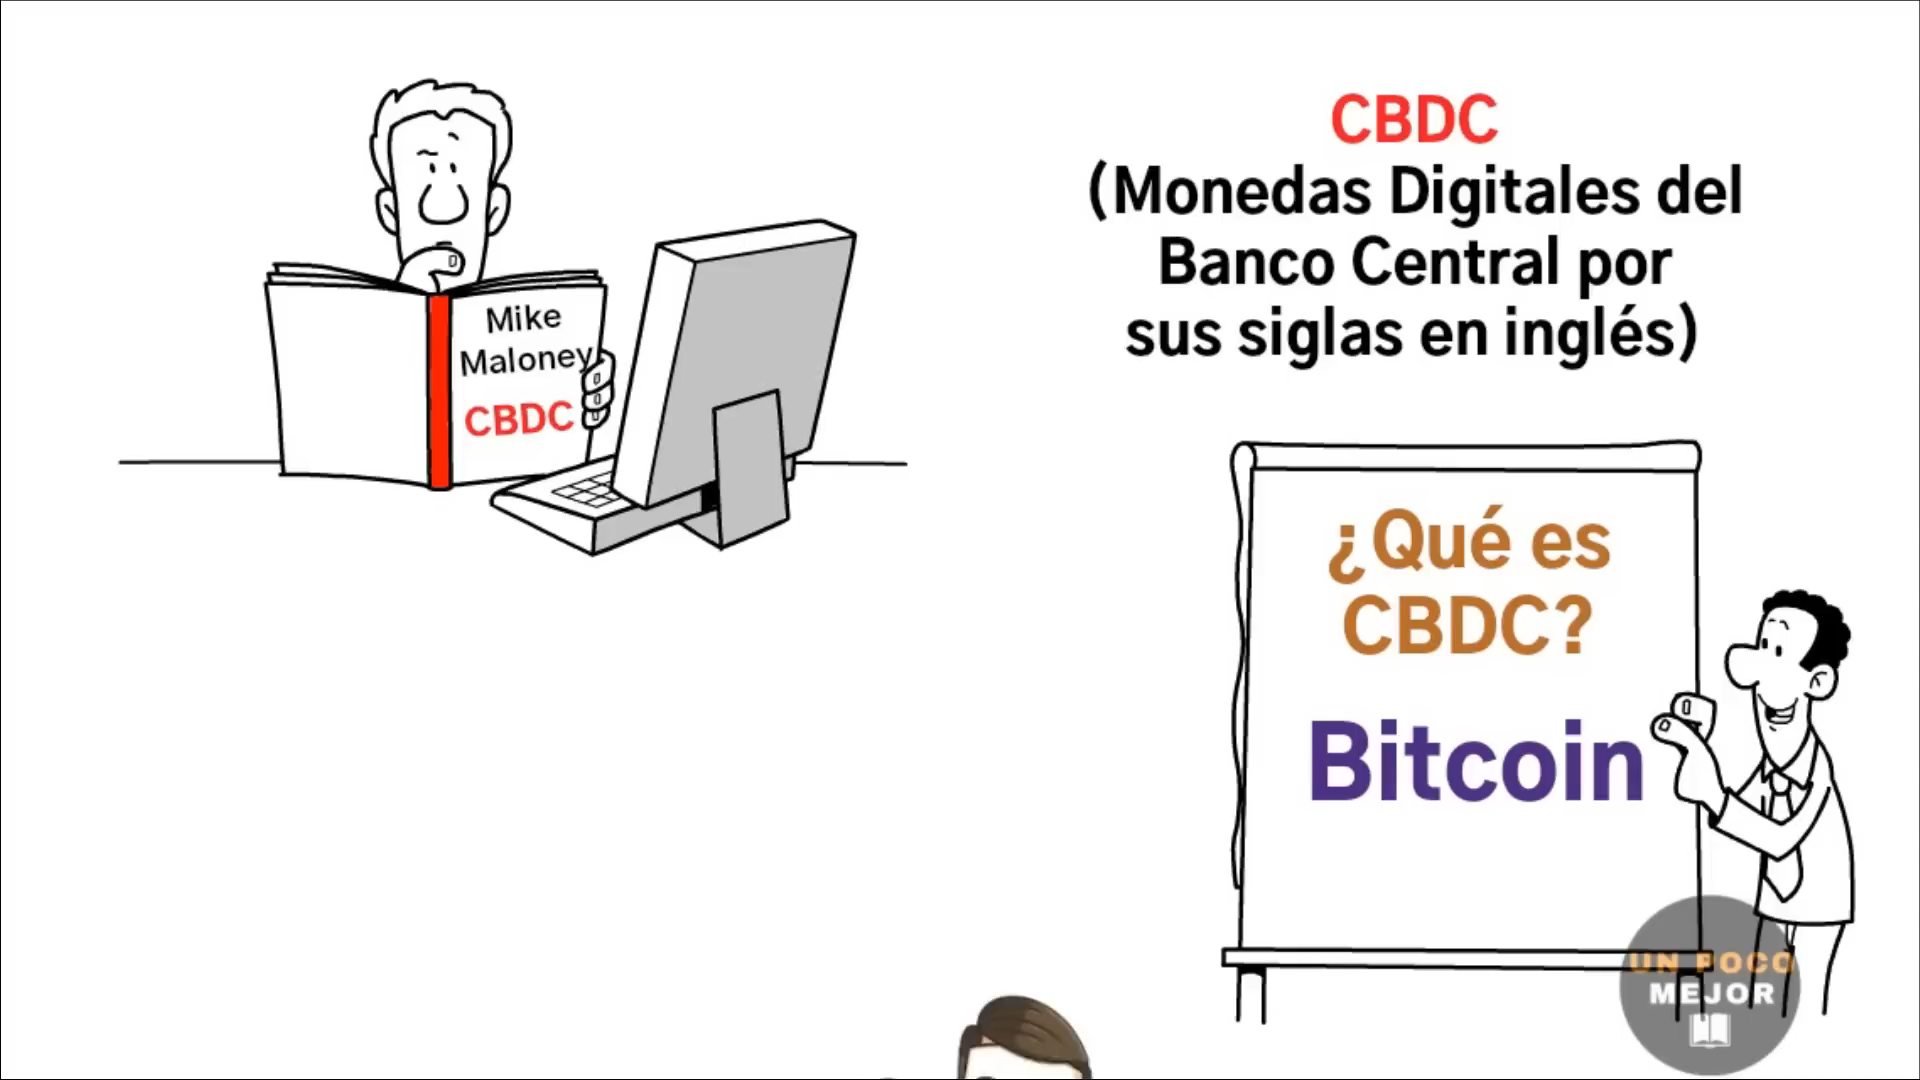 Mike
Maloney
CBDC
CBDC
(Monedas Digitales del
Banco Central por
sus siglas en inglés)
¿Qué es
CBDC?
Bitcoin
UN POCO
MEJOR